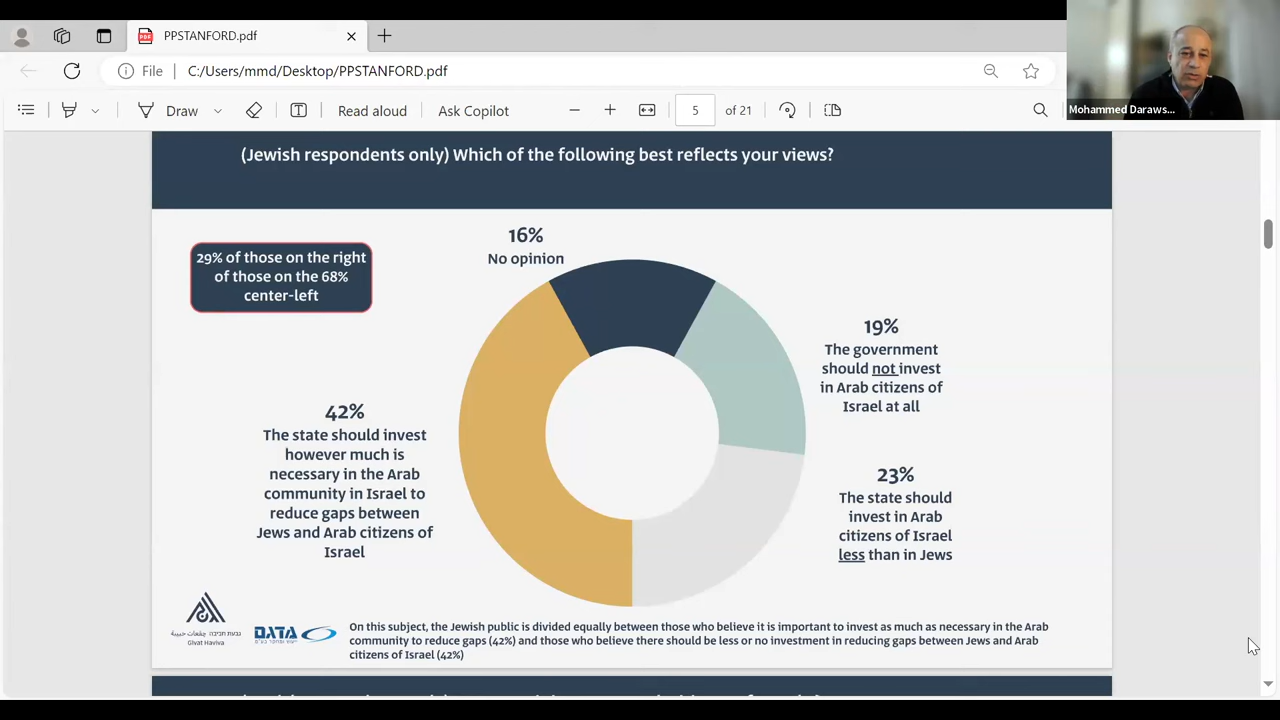 PPSTANFORD.pdf
File
C:/Users/mmd/Desktop/PPSTANFORD.pdf
Draw
Read aloud
Ask Copilot
5
of 21
Mohammed Daraws...
(Jewish respondents only) Which of the following best reflects your views?
29% of those on the right
of those on the 68%
center-left
16%
No opinion
19%
The government
should not invest
in Arab citizens of
Israel at all
42%
The state should invest
however much is
necessary in the Arab
community in Israel to
reduce gaps between
Jews and Arab citizens of
Israel
23%
The state should
invest in Arab
citizens of Israel
less than in Jews
Givat Haviva
DATA
On this subject, the Jewish public is divided equally between those who believe it is important to invest as much as necessary in the Arab
community to reduce gaps (42%) and those who believe there should be less or no investment in reducing gaps between Jews and Arab
citizens of Israel (42%)